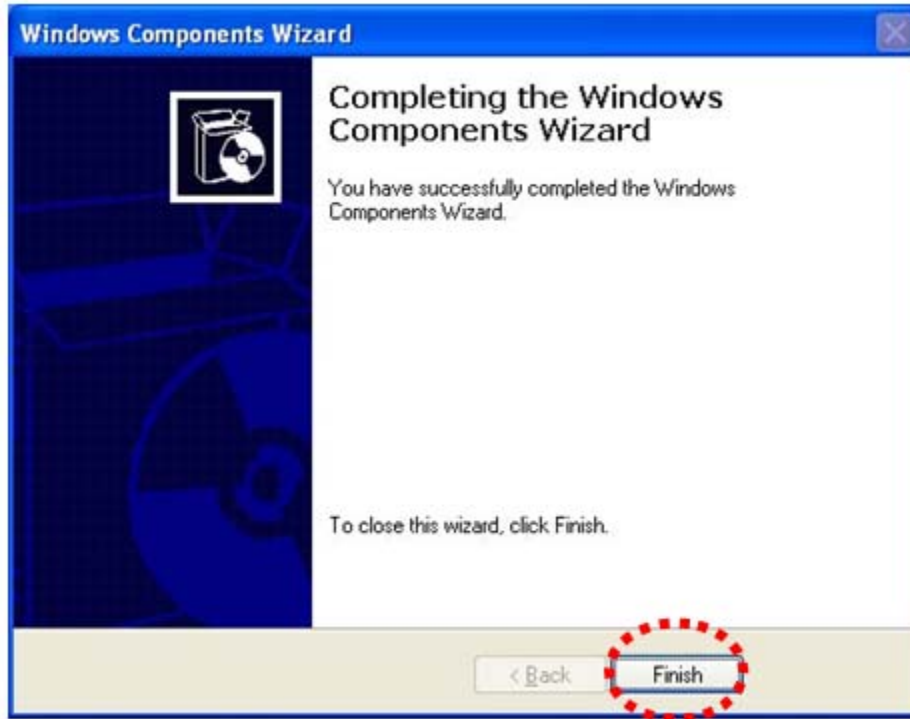 Windows Components Wizard
Completing the Windows
Components Wizard
You have successfully completed the Windows
Components Wizard.
To close this wizard, click Finish.
< Back
Finish